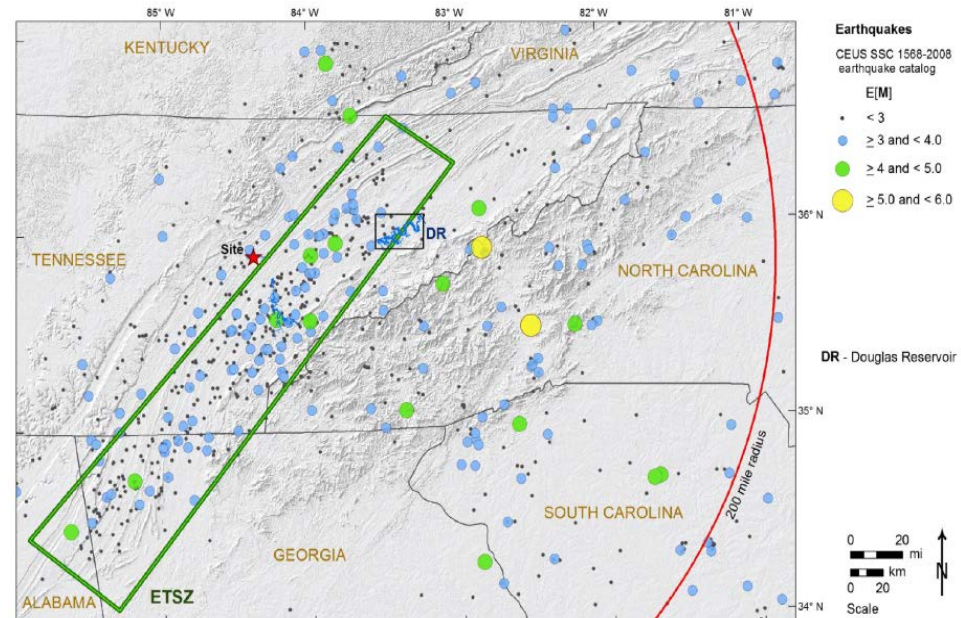 85° W 84° W 83° W 82° W 81° W
KENTUCKY
VIRGINIA
36° N
Site
DR
TENNESSEE
NORTH CAROLINA
35° N
200 mile radius
SOUTH CAROLINA
GEORGIA
ALABAMA
ETSZ
34° N
Earthquakes
CEUS SSC 1568-2008
earthquake catalog
E[M]
< 3
≥ 3 and < 4.0
≥ 4 and < 5.0
≥ 5.0 and < 6.0
DR - Douglas Reservoir
0 20 mi
0 20 km
Scale
N